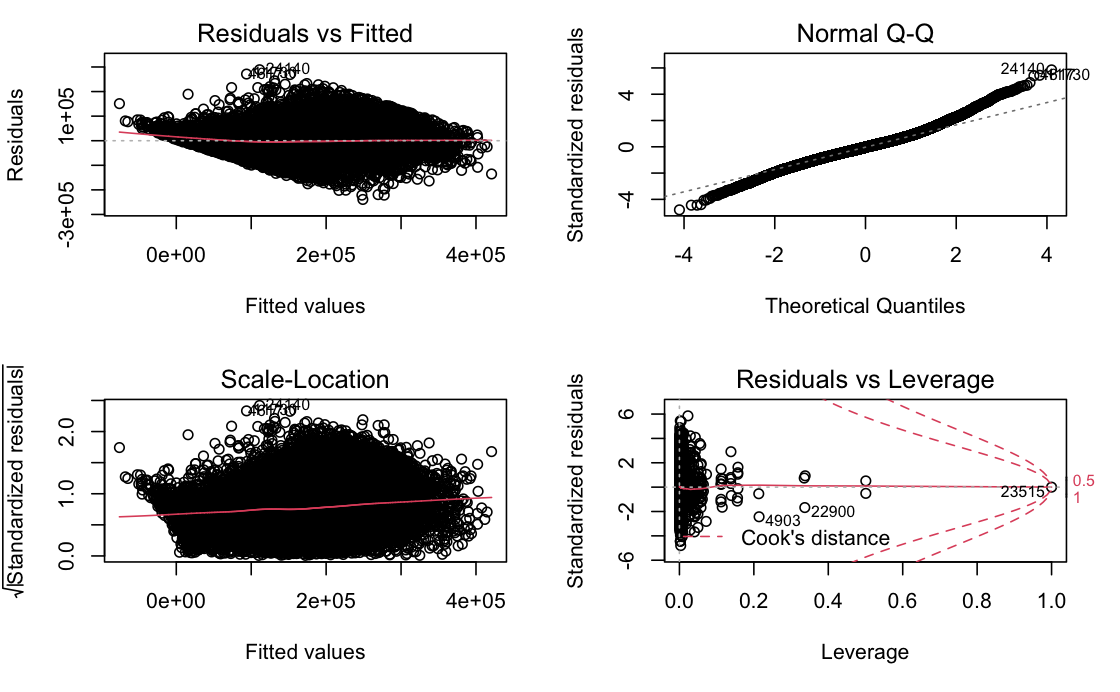 Residuals vs Fitted
Residuals
-3e+05
1e+05
24140
0e+00
2e+05
4e+05
Fitted values
Normal Q-Q
Standardized residuals
-4
0
4
24140
-4
-2
0
2
4
Theoretical Quantiles
Scale-Location
√|Standardized residuals|
0.0
1.0
2.0
24140
0e+00
2e+05
4e+05
Fitted values
Residuals vs Leverage
Standardized residuals
-6
-2
2
6
23515
0.5
1
22900
4903
Cook's distance
0.0
0.2
0.4
0.6
0.8
1.0
Leverage